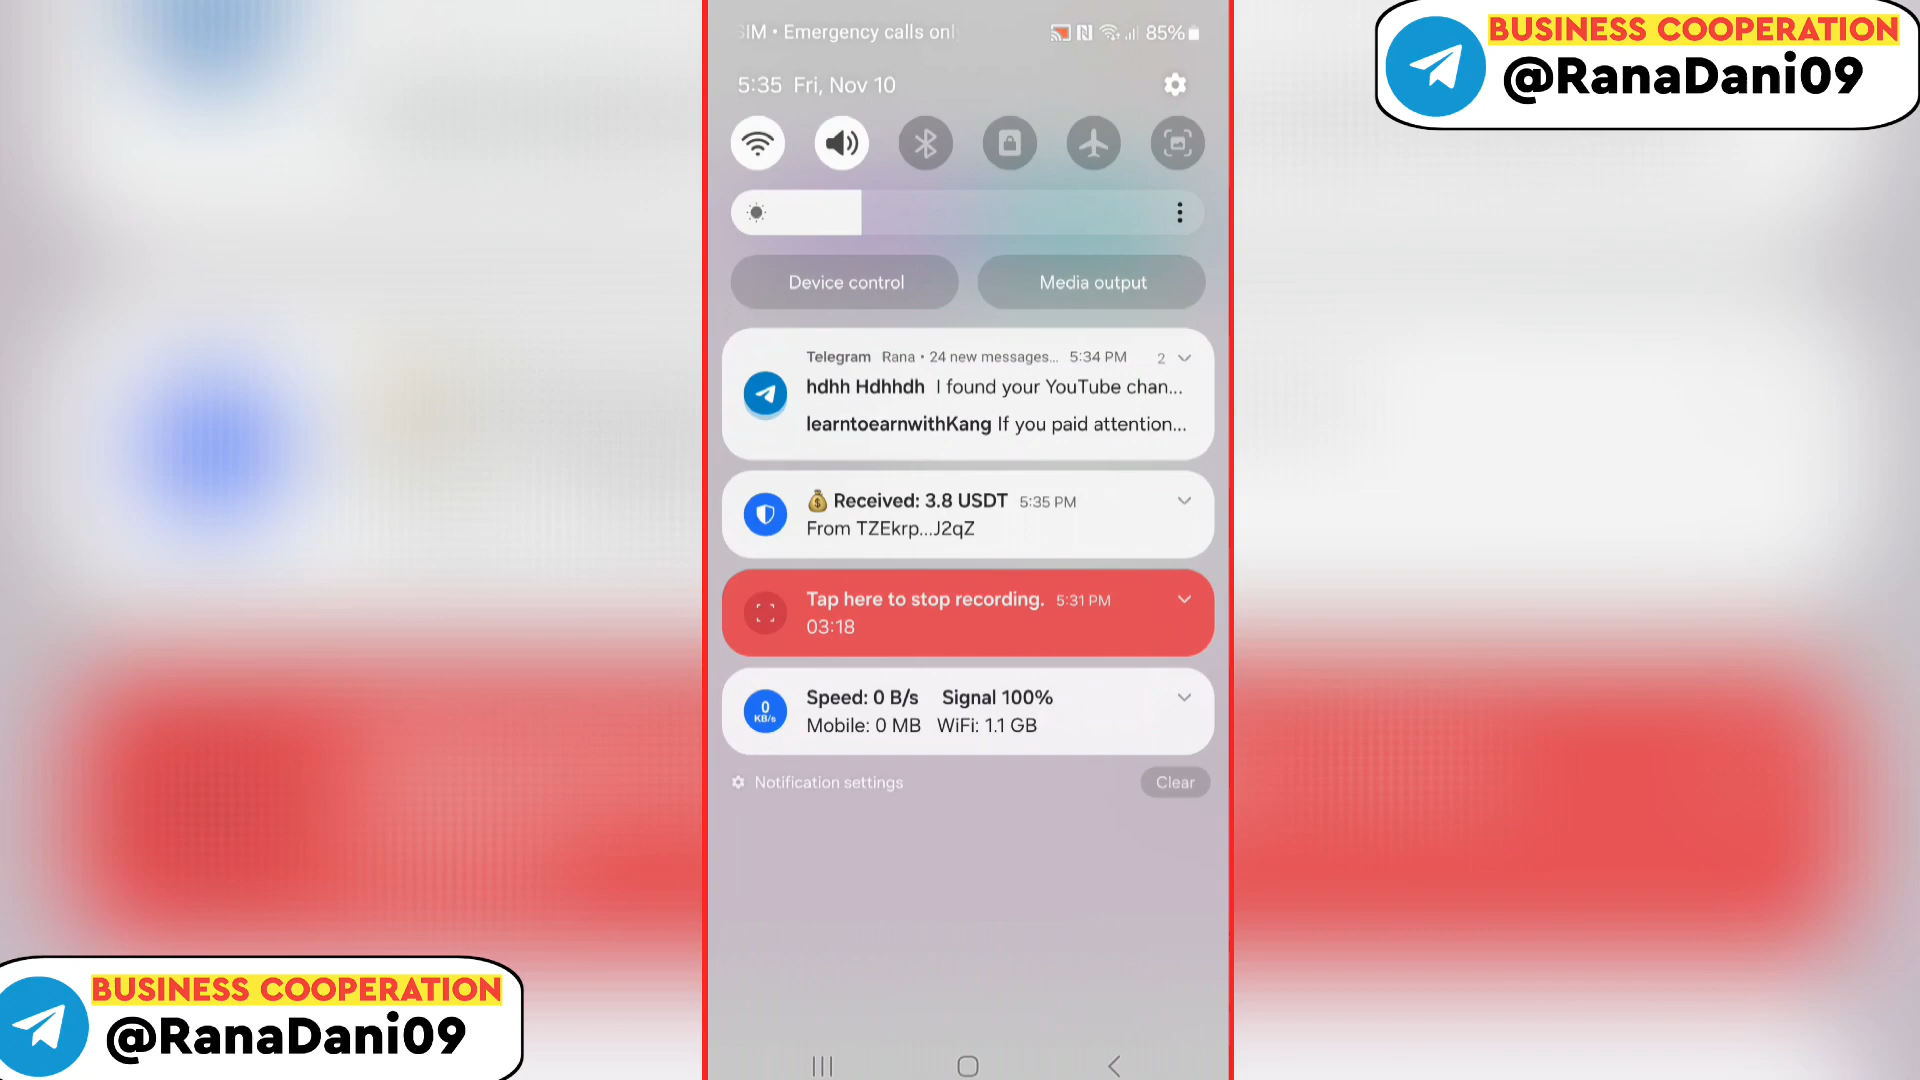 SIM • Emergency calls onl
85%
BUSINESS COOPERATION
@RanaDani09
5:35 Fri, Nov 10
Device control
Media output
Telegram Rana • 24 new messages... 5:34 PM 2
hdhh Hdhhdh I found your YouTube chan...
learntoearnwithKang If you paid attention...
Received: 3.8 USDT 5:35 PM
From TZEkrp...J2qZ
Tap here to stop recording. 5:31 PM
03:18
0
KB/s
Speed: 0 B/s Signal 100%
Mobile: 0 MB WiFi: 1.1 GB
Notification settings
Clear
BUSINESS COOPERATION
@RanaDani09